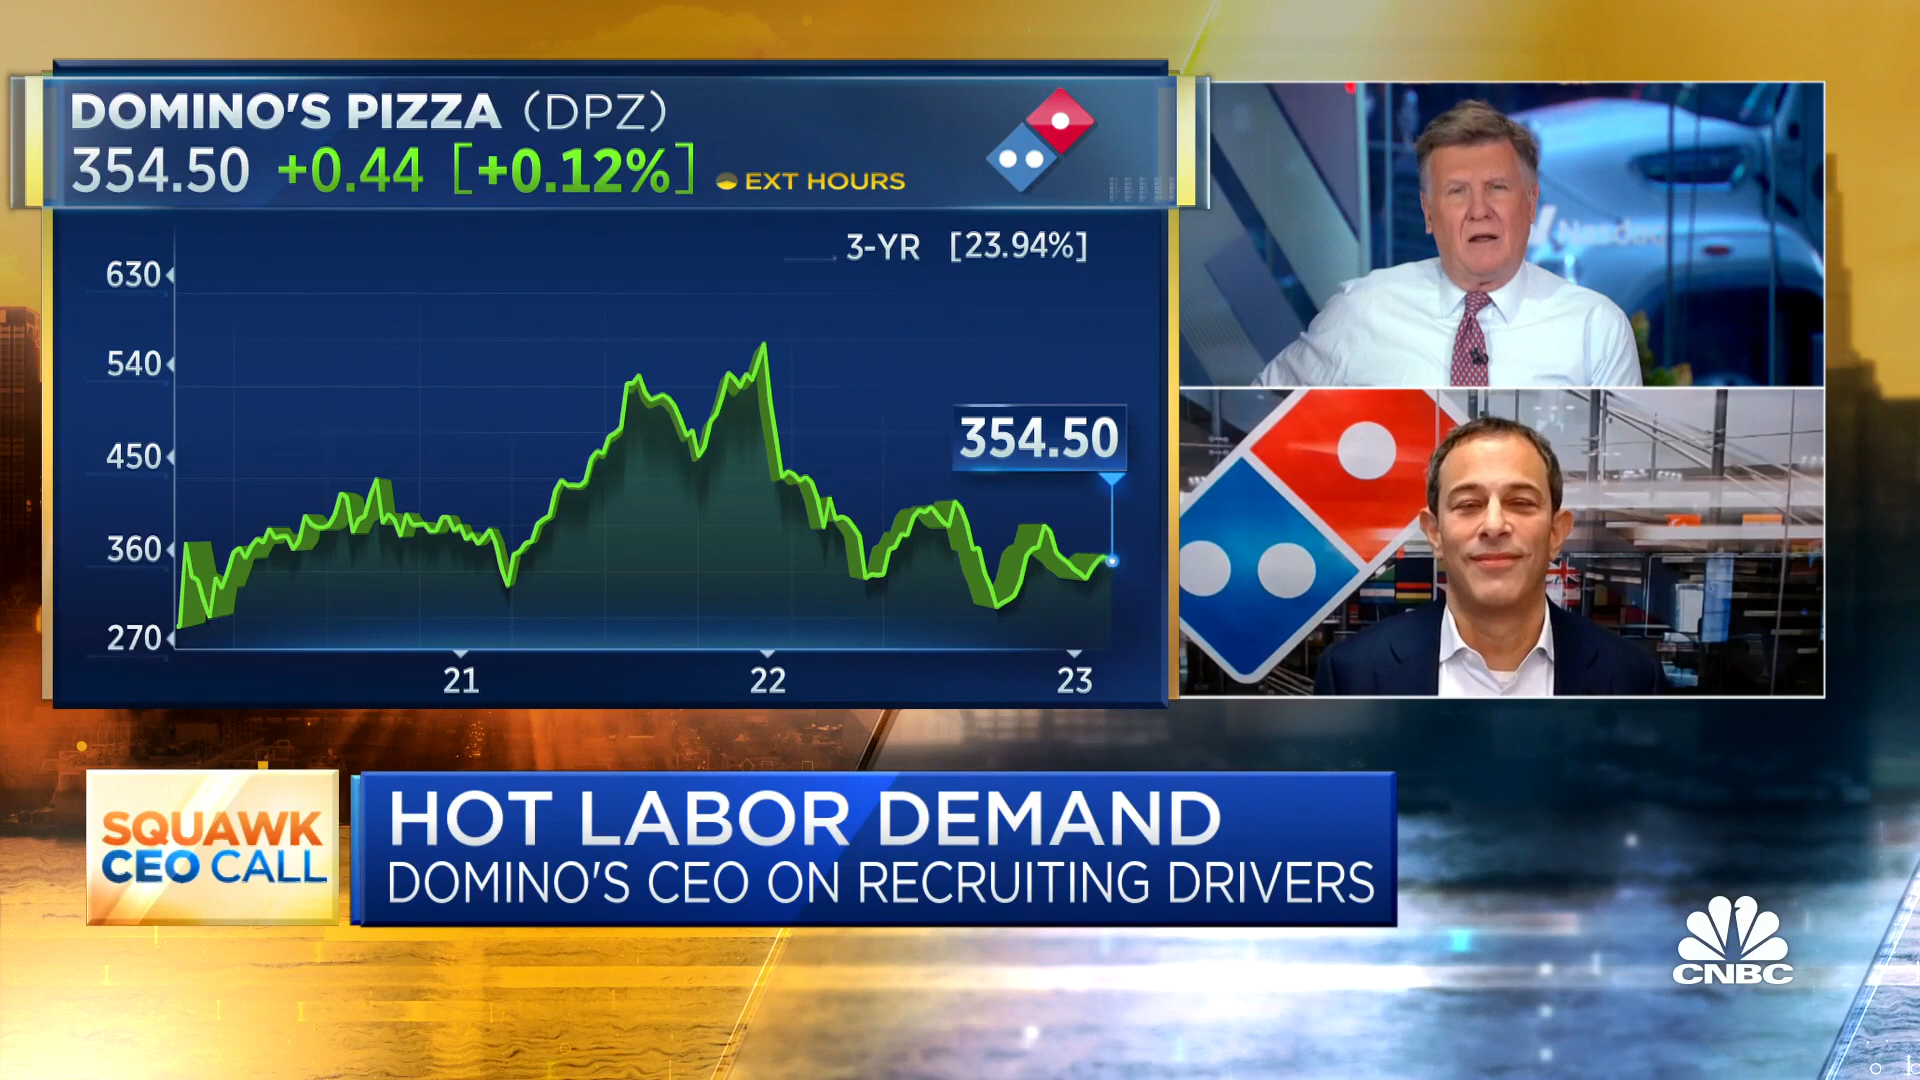 DOMINO'S PIZZA (DPZ)
354.50 +0.44 [+0.12%] EXT HOURS
3-YR [23.94%]
630
540
450
360
270
354.50
21 22 23
Nasdaq
SQUAWK
CEO CALL
HOT LABOR DEMAND
DOMINO'S CEO ON RECRUITING DRIVERS
CNBC